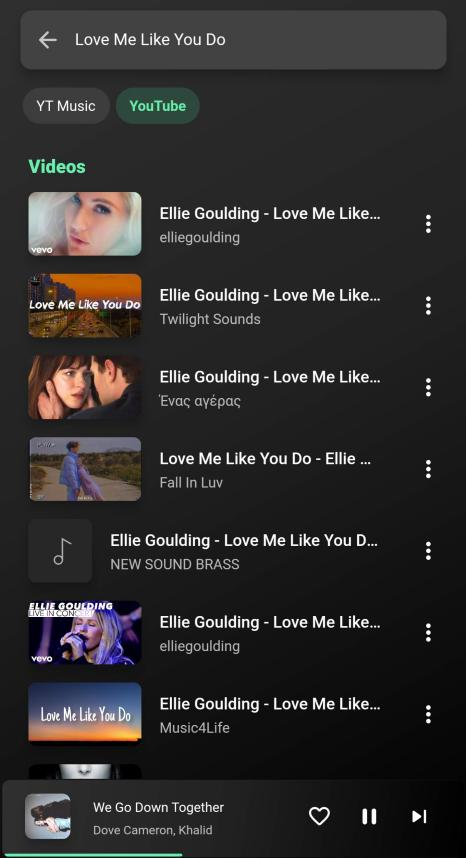 Love Me Like You Do
YT Music
YouTube
Videos
vevo
Ellie Goulding - Love Me Like...
elliegoulding
Love Me Like You Do
Ellie Goulding - Love Me Like...
Twilight Sounds
Ellie Goulding - Love Me Like...
Ένας αγέρας
Love Me Like You Do - Ellie ...
Fall In Luv
Ellie Goulding - Love Me Like You D...
NEW SOUND BRASS
ELLIE GOULDING
LIVE IN CONCERT
vevo
Ellie Goulding - Love Me Like...
elliegoulding
Love Me Like You Do
Ellie Goulding - Love Me Like...
Music4Life
We Go Down Together
Dove Cameron, Khalid